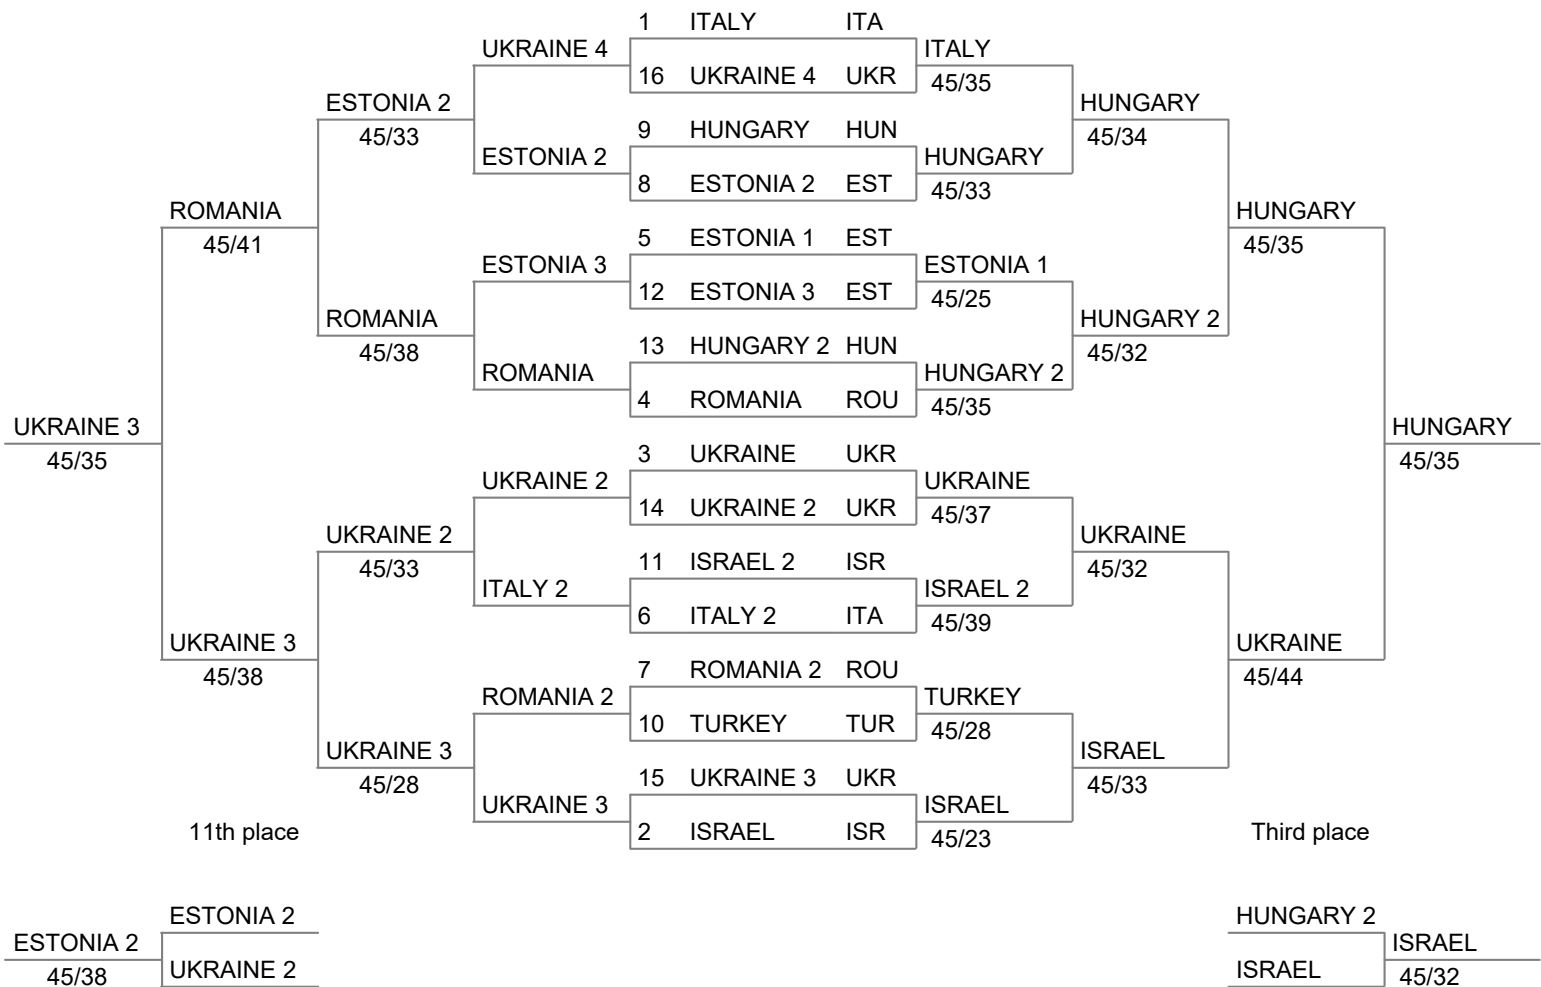 1 ITALY ITA
UKRAINE 4 ITALY
16 UKRAINE 4 UKR 45/35
ESTONIA 2 HUNGARY
45/33 9 HUNGARY HUN 45/34
ESTONIA 2 HUNGARY
8 ESTONIA 2 EST 45/33
ROMANIA HUNGARY
45/41 5 ESTONIA 1 EST 45/35
ESTONIA 3 ESTONIA 1
12 ESTONIA 3 EST 45/25
ROMANIA HUNGARY 2
45/38 13 HUNGARY 2 HUN 45/32
ROMANIA HUNGARY 2
4 ROMANIA ROU 45/35
UKRAINE 3 HUNGARY
45/35 3 UKRAINE UKR 45/35
UKRAINE 2 UKRAINE
14 UKRAINE 2 UKR 45/37
UKRAINE 2 UKRAINE
45/33 11 ISRAEL 2 ISR 45/32
ITALY 2 ISRAEL 2
6 ITALY 2 ITA 45/39
UKRAINE 3 UKRAINE
45/38 7 ROMANIA 2 ROU 45/44
ROMANIA 2 TURKEY
10 TURKEY TUR 45/28
UKRAINE 3 ISRAEL
45/28 15 UKRAINE 3 UKR 45/33
UKRAINE 3 ISRAEL
11th place 2 ISRAEL ISR 45/23 Third place
ESTONIA 2 HUNGARY 2
ESTONIA 2 ISRAEL
45/38 UKRAINE 2 ISRAEL 45/32